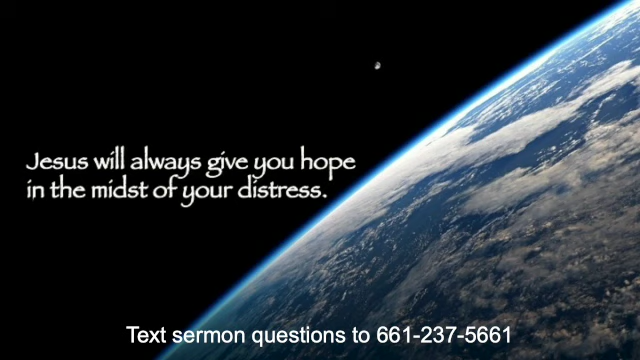 Jesus will always give you hope
in the midst of your distress.
Text sermon questions to 661-237-5661